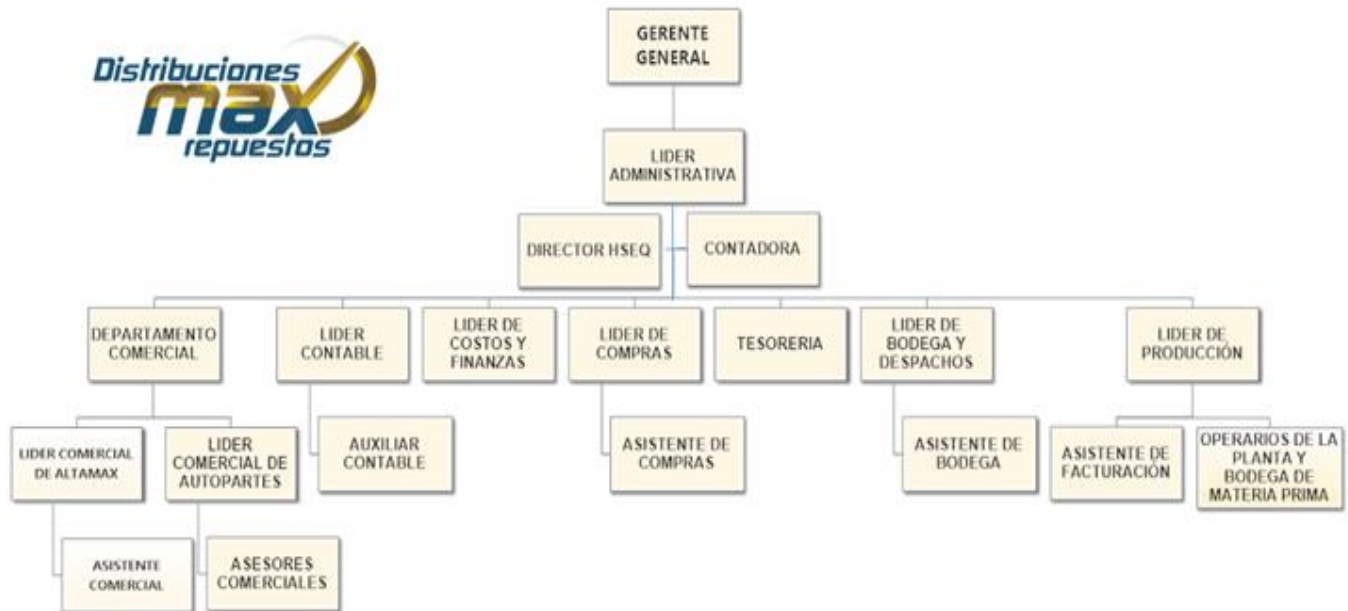 Distribuciones
max
repuestos
GERENTE
GENERAL
LIDER
ADMINISTRATIVA
DIRECTOR HSEQ
CONTADORA
DEPARTAMENTO
COMERCIAL
LIDER
CONTABLE
LIDER DE
COSTOS Y
FINANZAS
LIDER DE
COMPRAS
TESORERIA
LIDER DE
BODEGA Y
DESPACHOS
LIDER DE
PRODUCCIÓN
LIDER COMERCIAL
DE ALTAMAX
LIDER
COMERCIAL DE
AUTOPARTES
AUXILIAR
CONTABLE
ASISTENTE DE
COMPRAS
ASISTENTE DE
BODEGA
ASISTENTE DE
FACTURACIÓN
OPERARIOS DE LA
PLANTA Y
BODEGA DE
MATERIA PRIMA
ASISTENTE
COMERCIAL
ASESORES
COMERCIALES